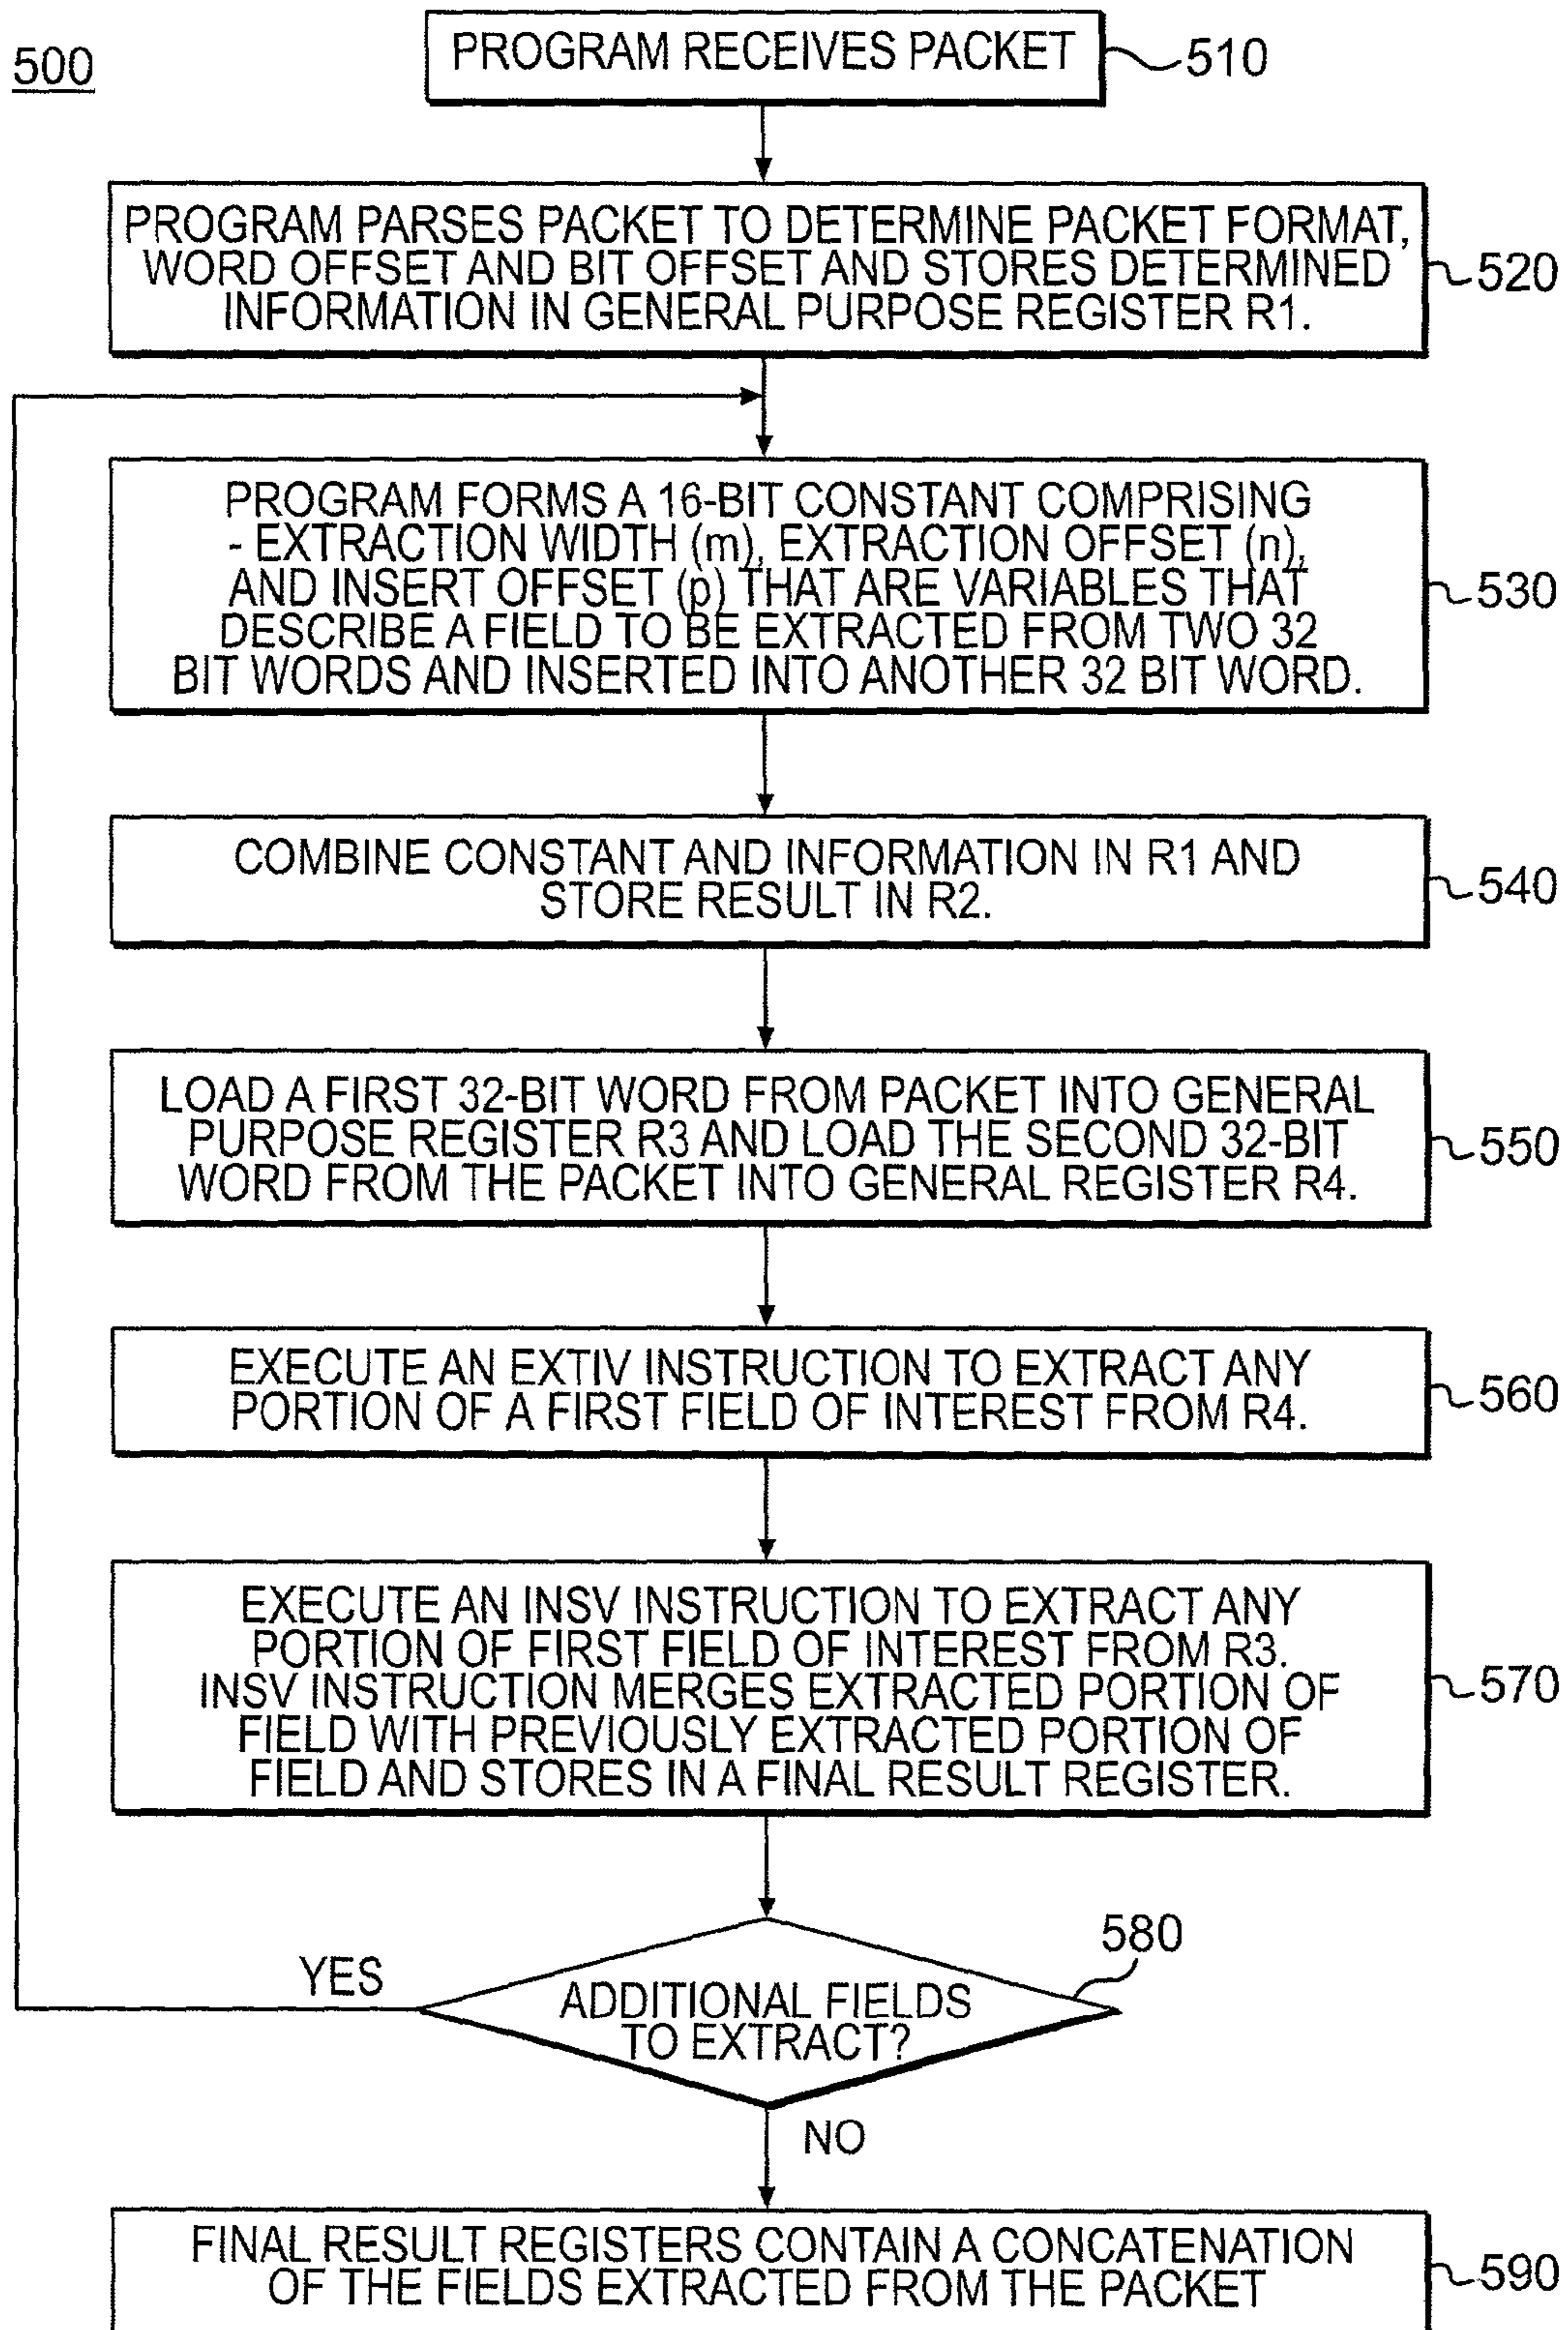 500
PROGRAM RECEIVES PACKET
510
PROGRAM PARSES PACKET TO DETERMINE PACKET FORMAT,
WORD OFFSET AND BIT OFFSET AND STORES DETERMINED
INFORMATION IN GENERAL PURPOSE REGISTER R1.
520
PROGRAM FORMS A 16-BIT CONSTANT COMPRISING
- EXTRACTION WIDTH (m), EXTRACTION OFFSET (n),
AND INSERT OFFSET (p) THAT ARE VARIABLES THAT
DESCRIBE A FIELD TO BE EXTRACTED FROM TWO 32
BIT WORDS AND INSERTED INTO ANOTHER 32 BIT WORD.
530
COMBINE CONSTANT AND INFORMATION IN R1 AND
STORE RESULT IN R2.
540
LOAD A FIRST 32-BIT WORD FROM PACKET INTO GENERAL
PURPOSE REGISTER R3 AND LOAD THE SECOND 32-BIT
WORD FROM THE PACKET INTO GENERAL REGISTER R4.
550
EXECUTE AN EXTIV INSTRUCTION TO EXTRACT ANY
PORTION OF A FIRST FIELD OF INTEREST FROM R4.
560
EXECUTE AN INSV INSTRUCTION TO EXTRACT ANY
PORTION OF FIRST FIELD OF INTEREST FROM R3.
INSV INSTRUCTION MERGES EXTRACTED PORTION OF
FIELD WITH PREVIOUSLY EXTRACTED PORTION OF
FIELD AND STORES IN A FINAL RESULT REGISTER.
570
580
YES
ADDITIONAL FIELDS
TO EXTRACT?
NO
FINAL RESULT REGISTERS CONTAIN A CONCATENATION
OF THE FIELDS EXTRACTED FROM THE PACKET
590